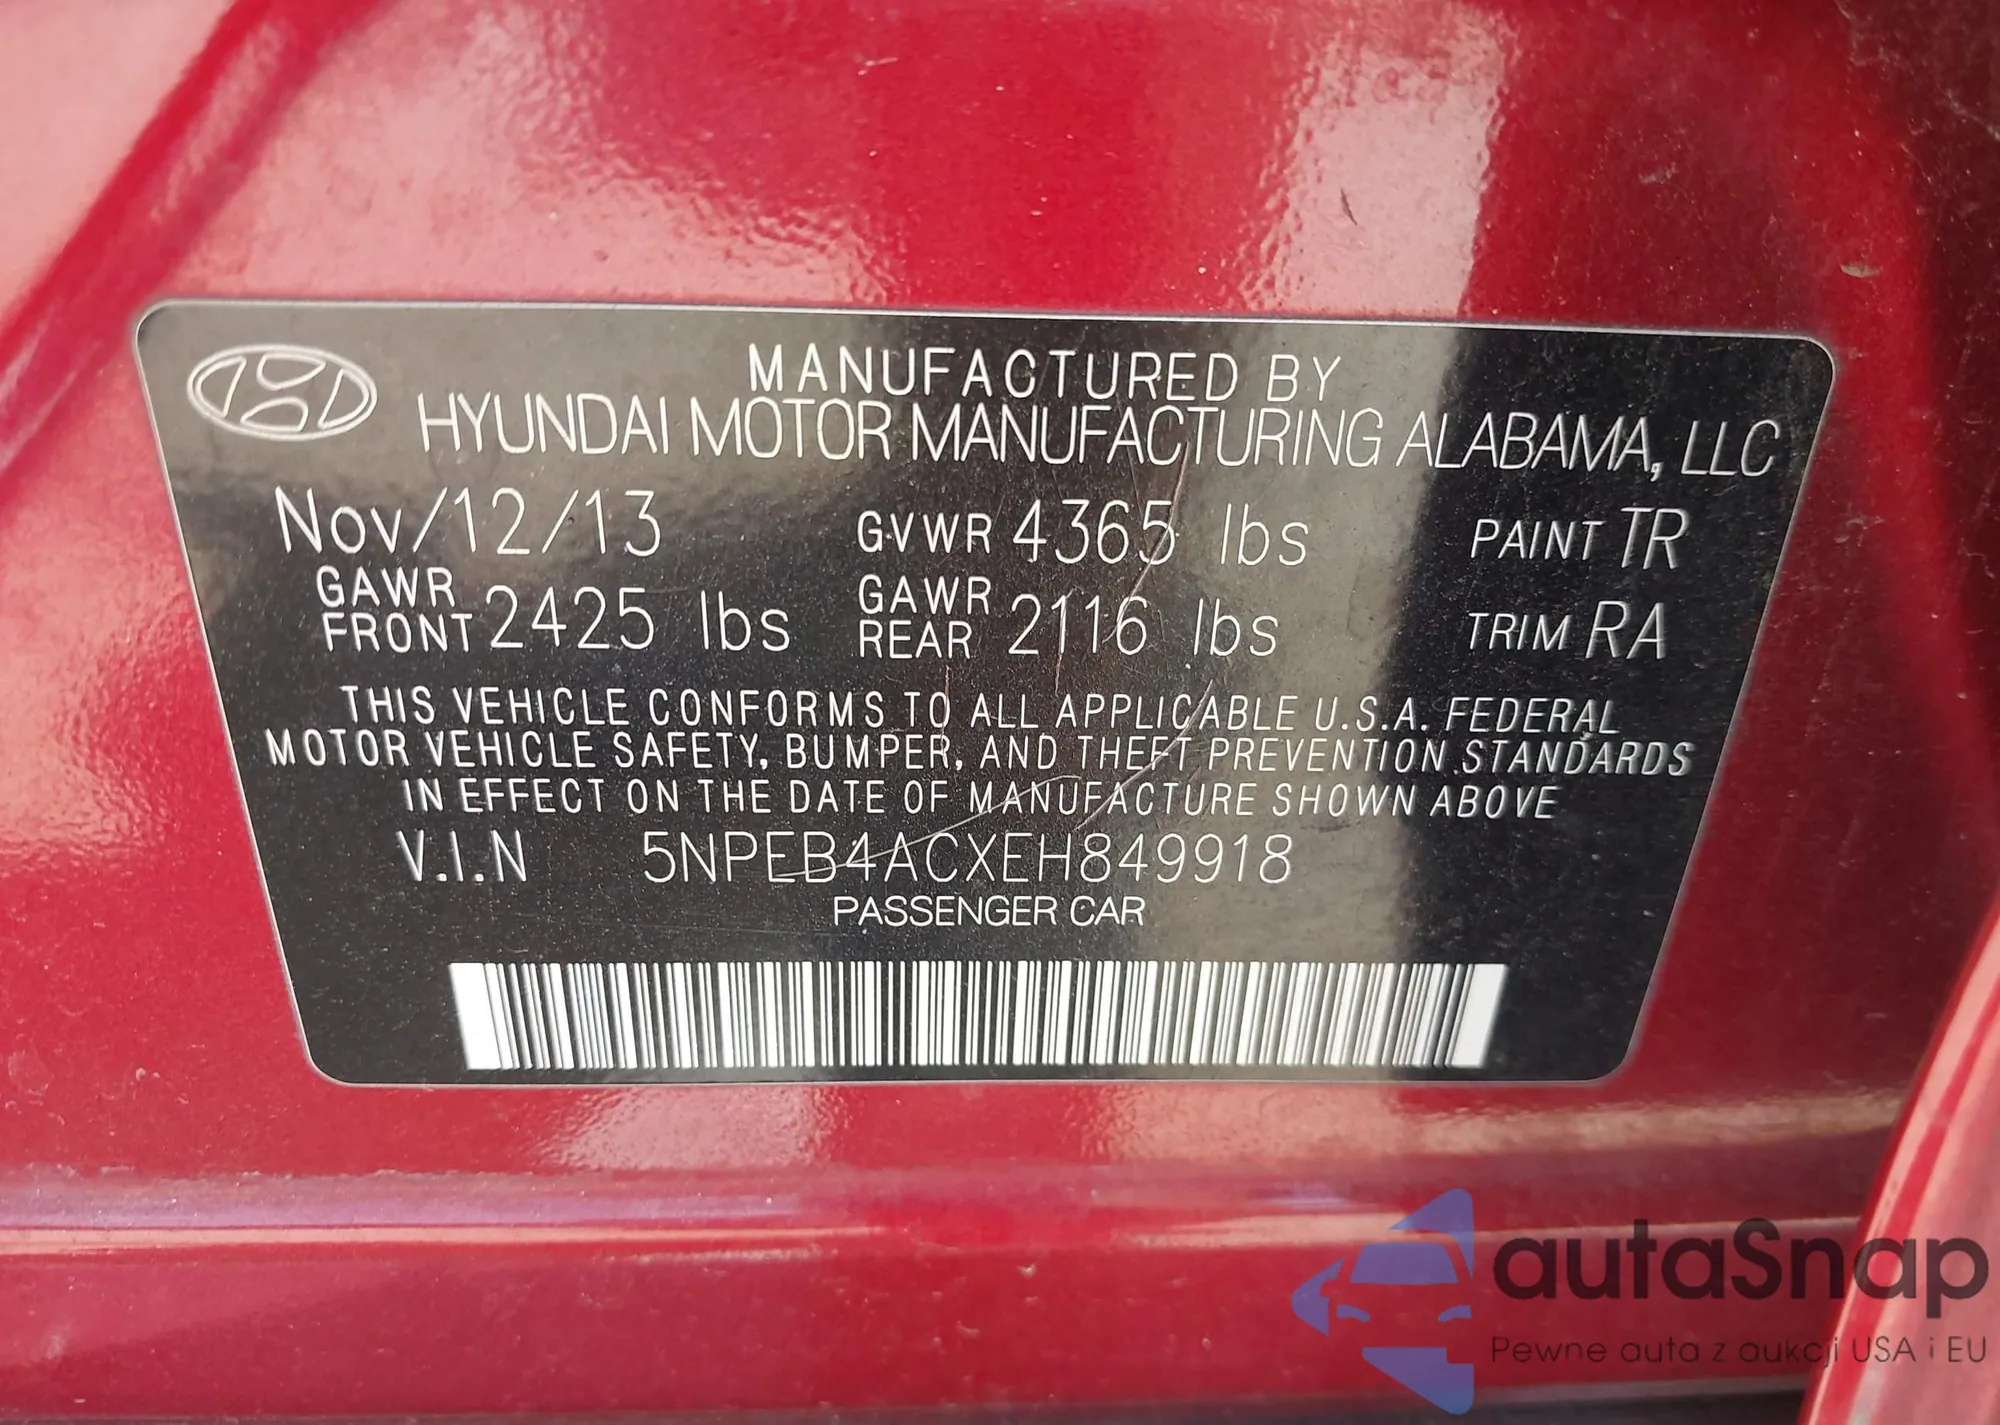 MANUFACTURED BY
HYUNDAI MOTOR MANUFACTURING ALABAMA, LLC
Nov/12/13 GVWR 4365 lbs PAINT TR
GAWR FRONT 2425 lbs GAWR REAR 2116 lbs TRIM RA
THIS VEHICLE CONFORMS TO ALL APPLICABLE U.S.A. FEDERAL
MOTOR VEHICLE SAFETY, BUMPER, AND THEFT PREVENTION STANDARDS
IN EFFECT ON THE DATE OF MANUFACTURE SHOWN ABOVE
V.I.N 5NPEB4ACXEH849918
PASSENGER CAR
autaSnap
Pewne auta z aukcji USA i EU